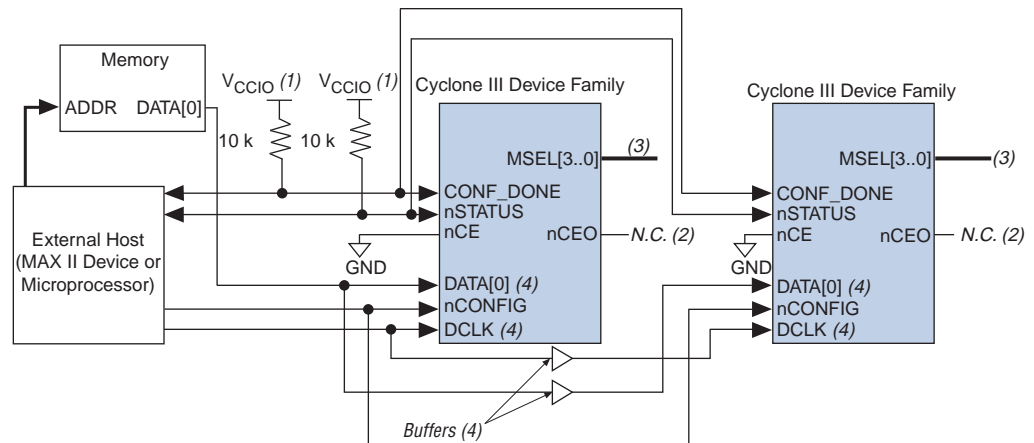 Memory
ADDR DATA[0]
VCCIO (1)
VCCIO (1)
10 k
10 k
Cyclone III Device Family
MSEL[3..0]
(3)
CONF_DONE
nSTATUS
nCE
nCEO
N.C. (2)
GND
DATA[0] (4)
nCONFIG
DCLK (4)
Cyclone III Device Family
MSEL[3..0]
(3)
CONF_DONE
nSTATUS
nCE
nCEO
N.C. (2)
GND
DATA[0] (4)
nCONFIG
DCLK (4)
External Host
(MAX II Device or
Microprocessor)
Buffers (4)